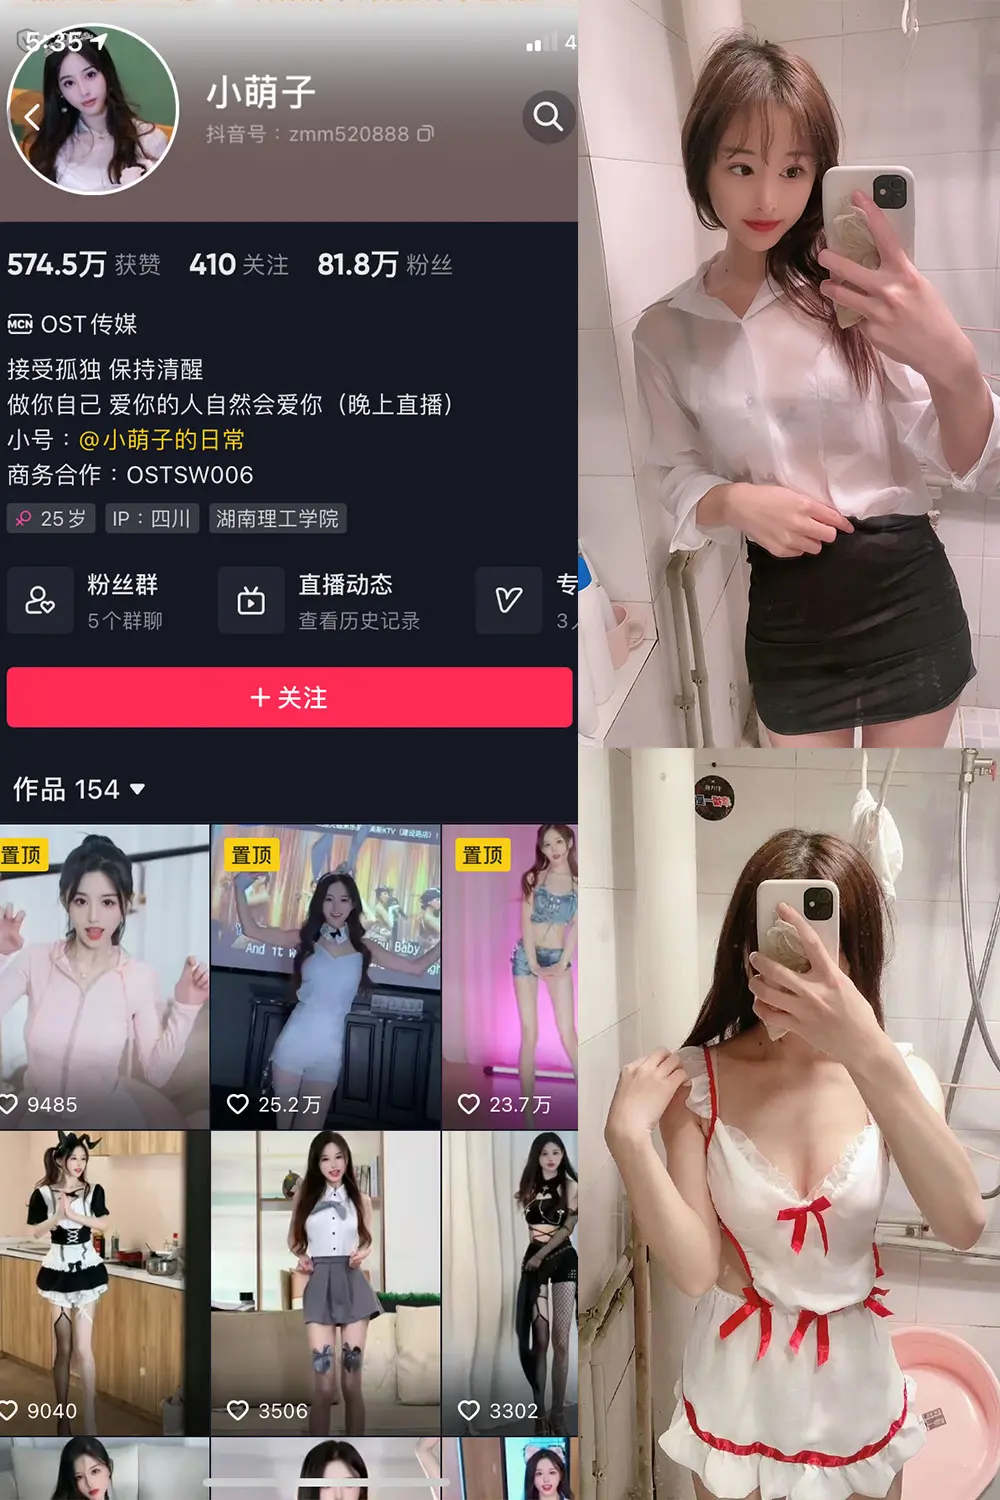 5:35
4
小萌子
抖音号：zmm520888
574.5万 获赞 410 关注 81.8万 粉丝
MCN OST传媒
接受孤独 保持清醒
做你自己 爱你的人自然会爱你（晚上直播）
小号：@小萌子的日常
商务合作：OSTSW006
25岁 IP：四川 湖南理工学院
粉丝群 直播动态 专
5个群聊 查看历史记录 3
+ 关注
作品 154
置顶 置顶 置顶
And it w
ou Baby
9485 25.2万 23.7万
9040 3506 3302